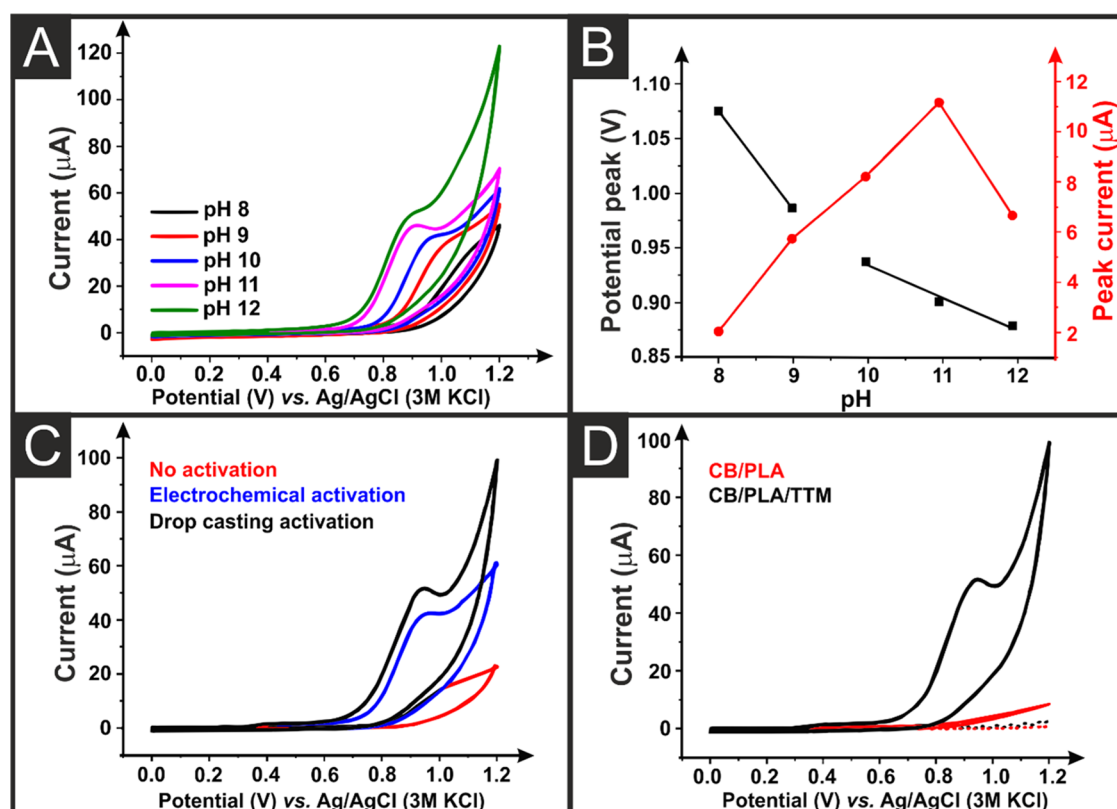 A
Current (μA)
120
100
80
60
40
20
0
pH 8
pH 9
pH 10
pH 11
pH 12
0.0 0.2 0.4 0.6 0.8 1.0 1.2
Potential (V) vs. Ag/AgCl (3M KCl)
B
Potential peak (V)
1.10
1.05
1.00
0.95
0.90
0.85
8 9 10 11 12
pH
12
10
8
6
4
2
Peak current (μA)
C
Current (μA)
100
80
60
40
20
0
No activation
Electrochemical activation
Drop casting activation
0.0 0.2 0.4 0.6 0.8 1.0 1.2
Potential (V) vs. Ag/AgCl (3M KCl)
D
Current (μA)
100
80
60
40
20
0
CB/PLA
CB/PLA/TTM
0.0 0.2 0.4 0.6 0.8 1.0 1.2
Potential (V) vs. Ag/AgCl (3M KCl)